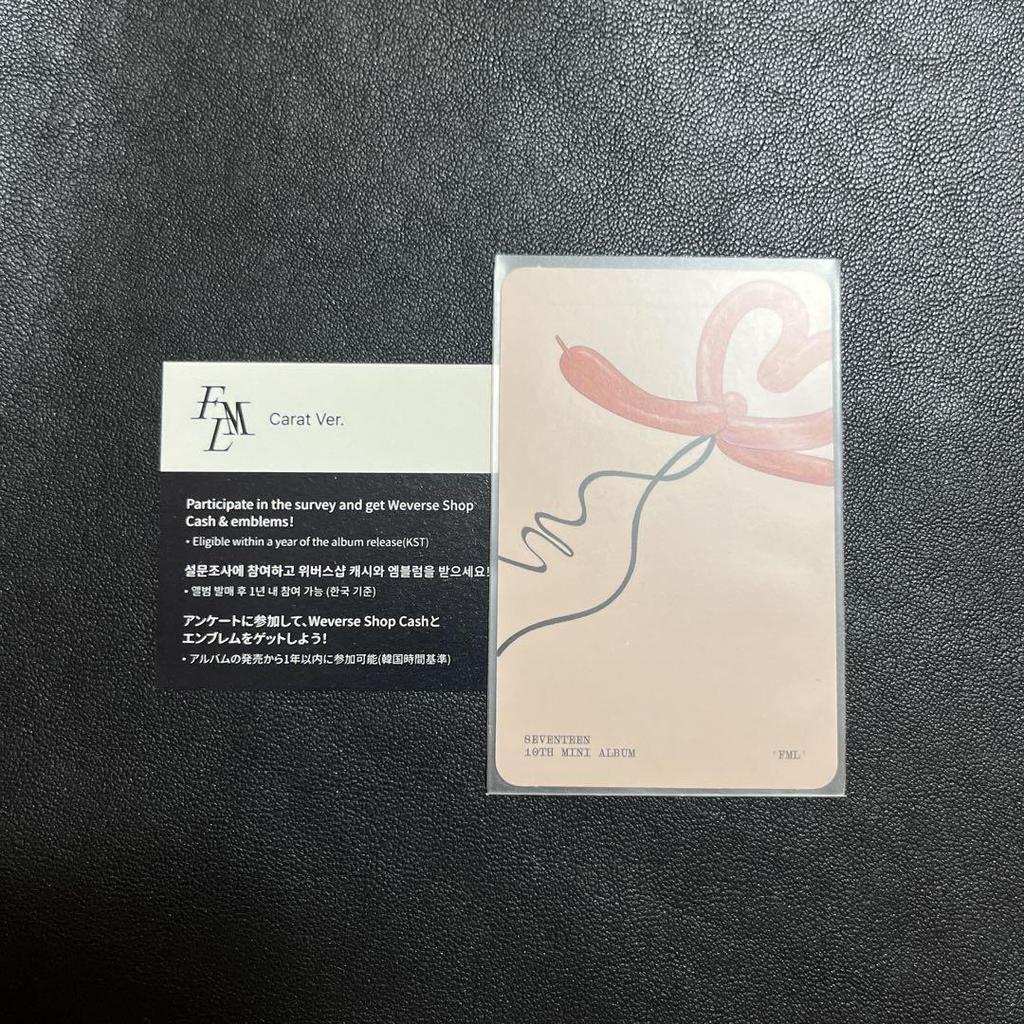 FML
Carat Ver.
Participate in the survey and get Weverse Shop
Cash & emblems!
• Eligible within a year of the album release(KST)
설문조사에 참여하고 위버스샵 캐시와 엠블럼을 받으세요!
• 앨범 발매 후 1년 내 참여 가능 (한국 기준)
アンケートに参加して、Weverse Shop Cashと
エンブレムをゲットしよう!
• アルバムの発売から1年以内に参加可能(韓国時間基準)
SEVENTEEN
10TH MINI ALBUM
'FML'